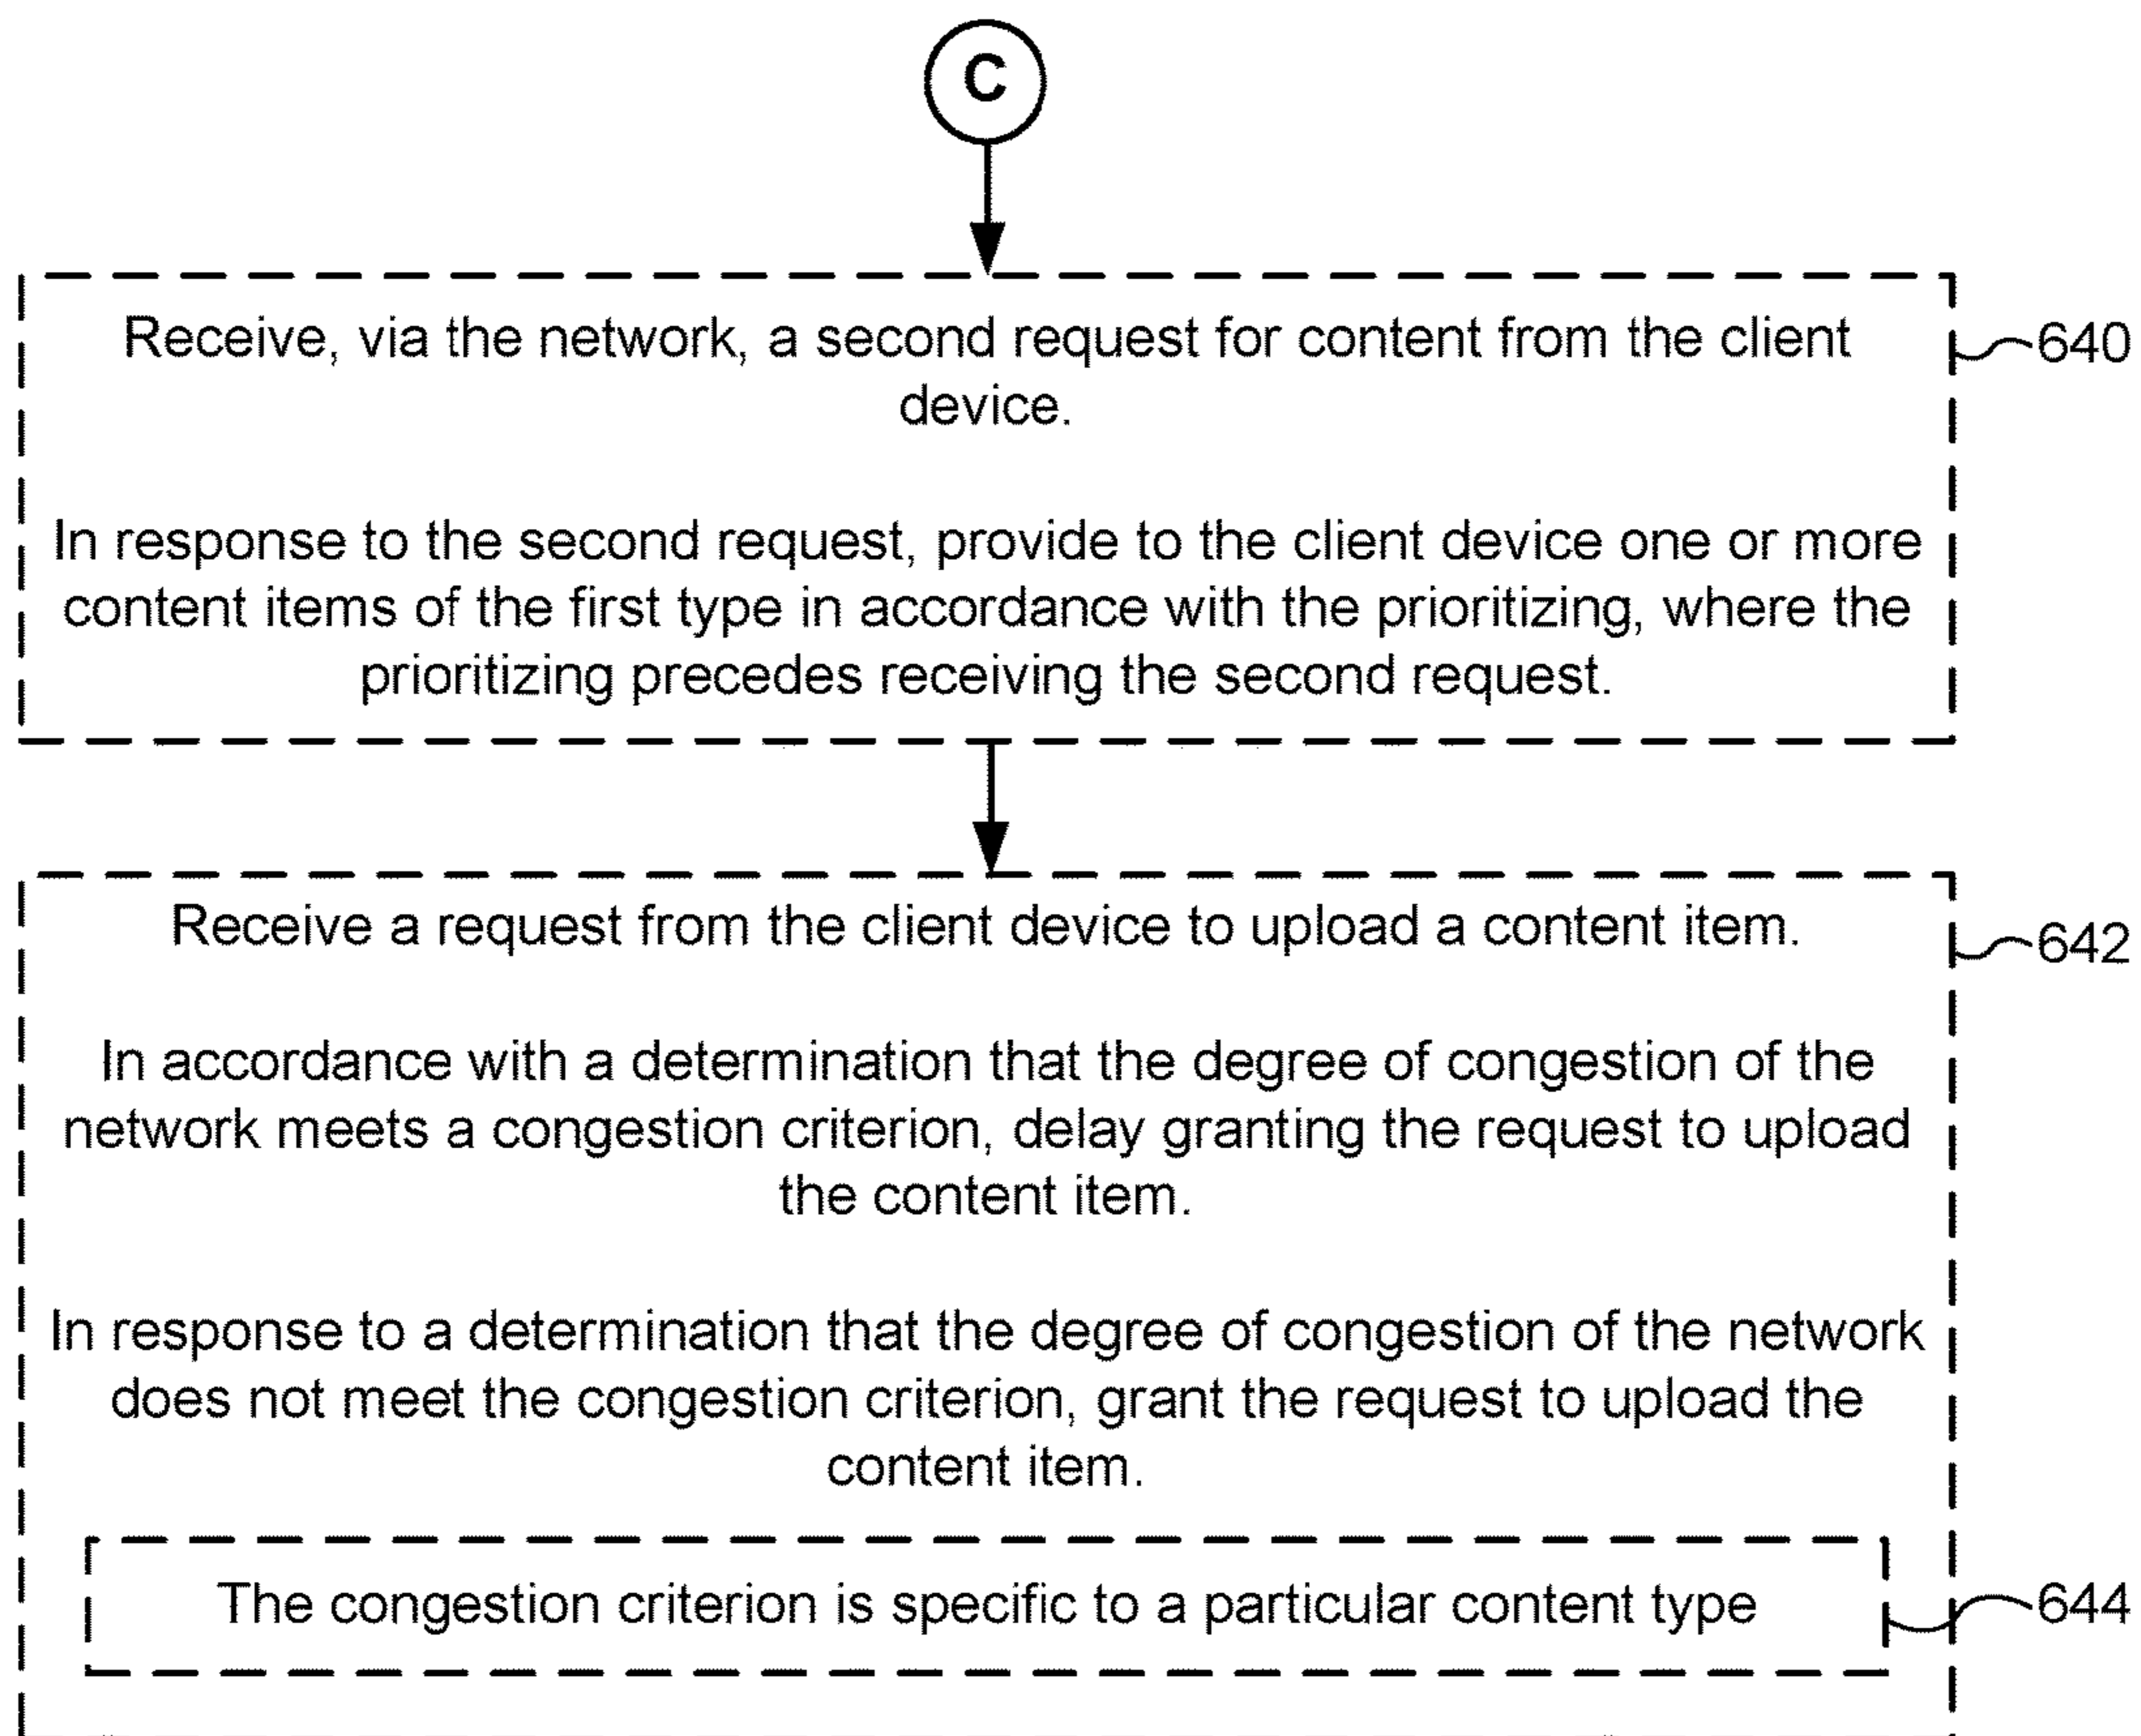 C
Receive, via the network, a second request for content from the client
device.
640
In response to the second request, provide to the client device one or more
content items of the first type in accordance with the prioritizing, where the
prioritizing precedes receiving the second request.
Receive a request from the client device to upload a content item.
642
In accordance with a determination that the degree of congestion of the
network meets a congestion criterion, delay granting the request to upload
the content item.
In response to a determination that the degree of congestion of the network
does not meet the congestion criterion, grant the request to upload the
content item.
The congestion criterion is specific to a particular content type
644